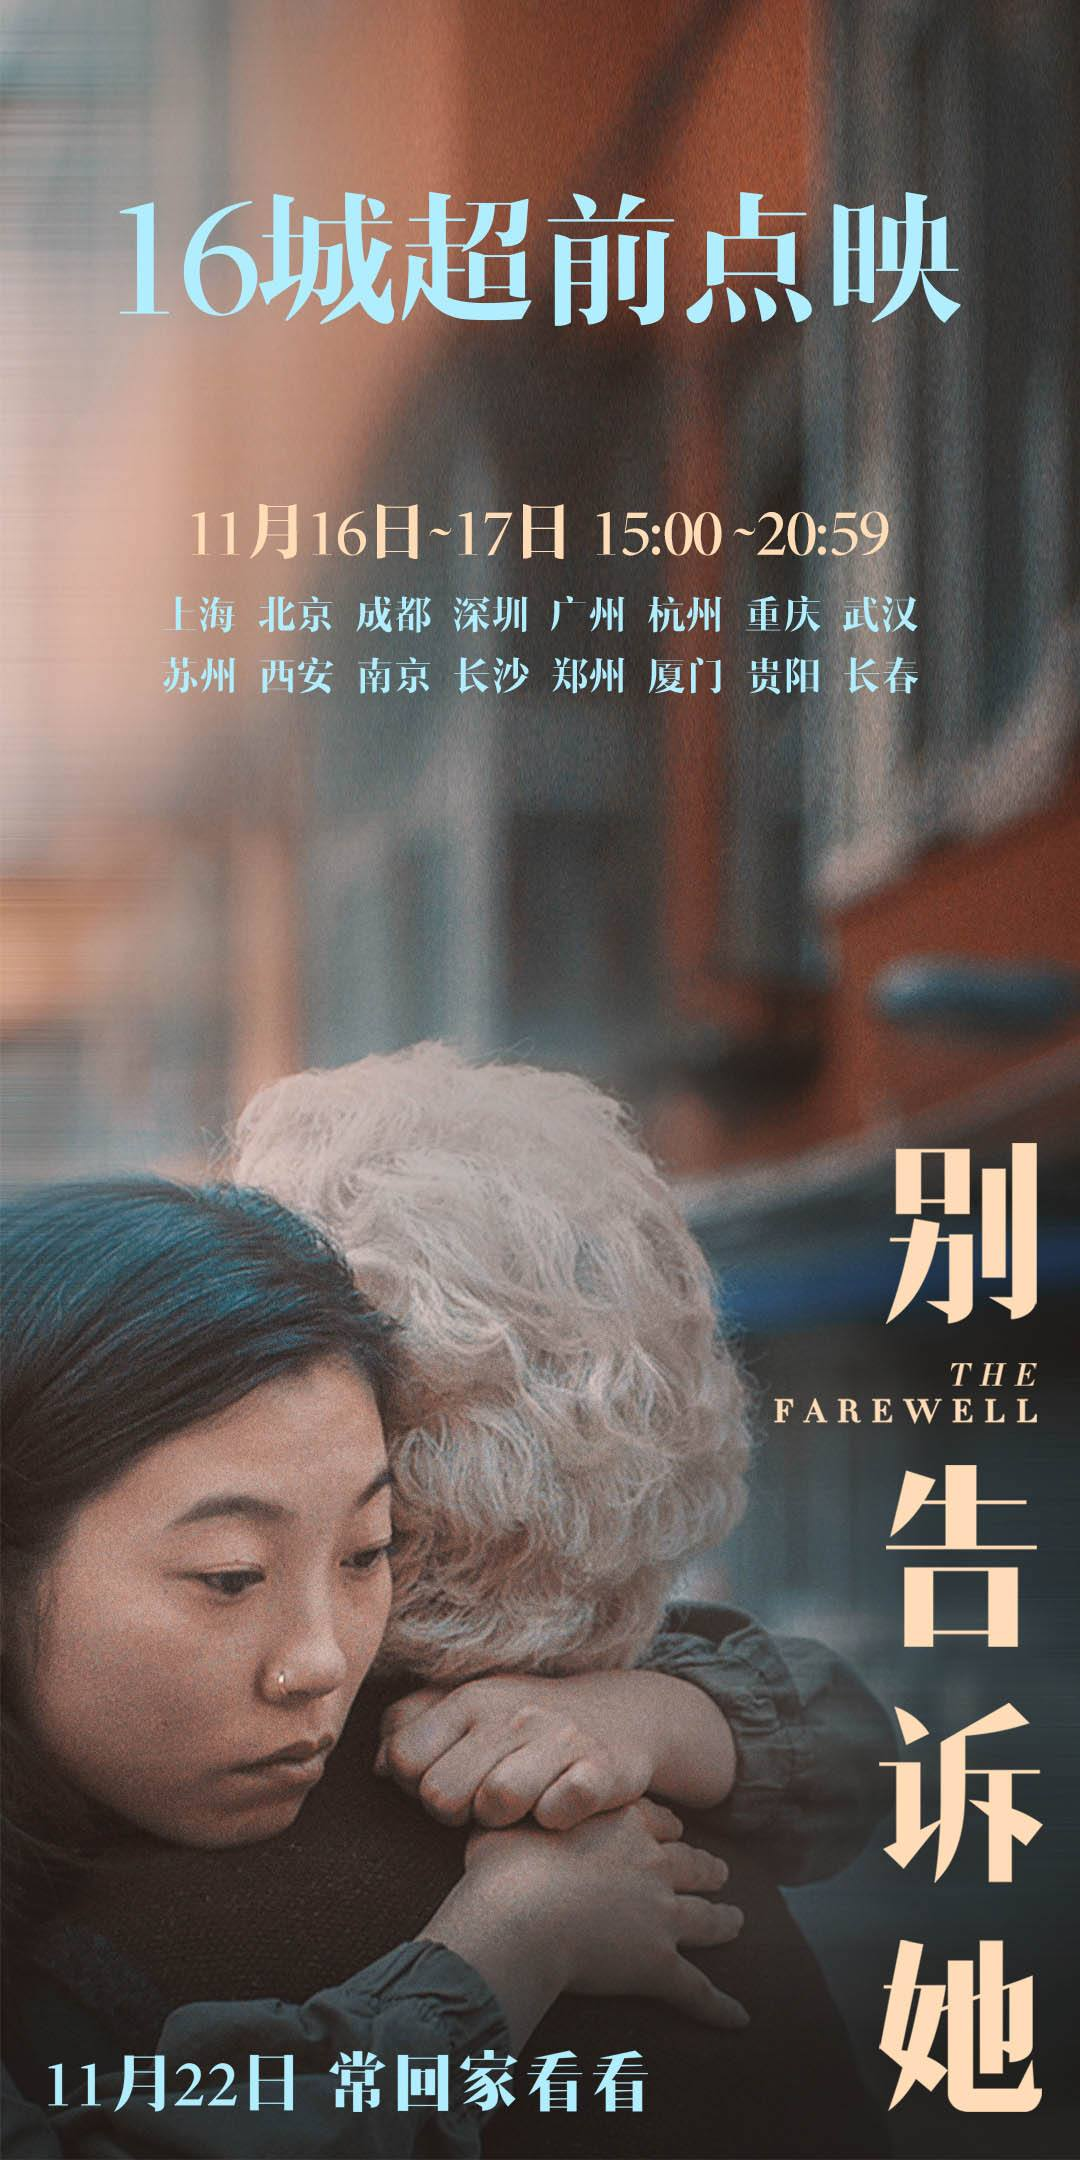 16城超前点映
11月16日~17日 15:00~20:59
上海 北京 成都 深圳 广州 杭州 重庆 武汉
苏州 西安 南京 长沙 郑州 厦门 贵阳 长春
别告诉她
THE
FAREWELL
11月22日 常回家看看